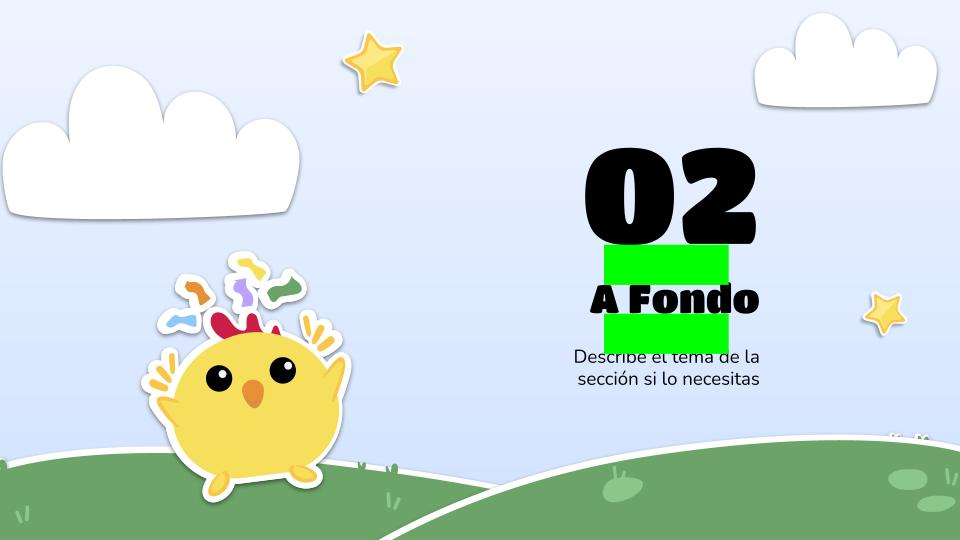 02
A Fondo
Describe el tema de la
sección si lo necesitas